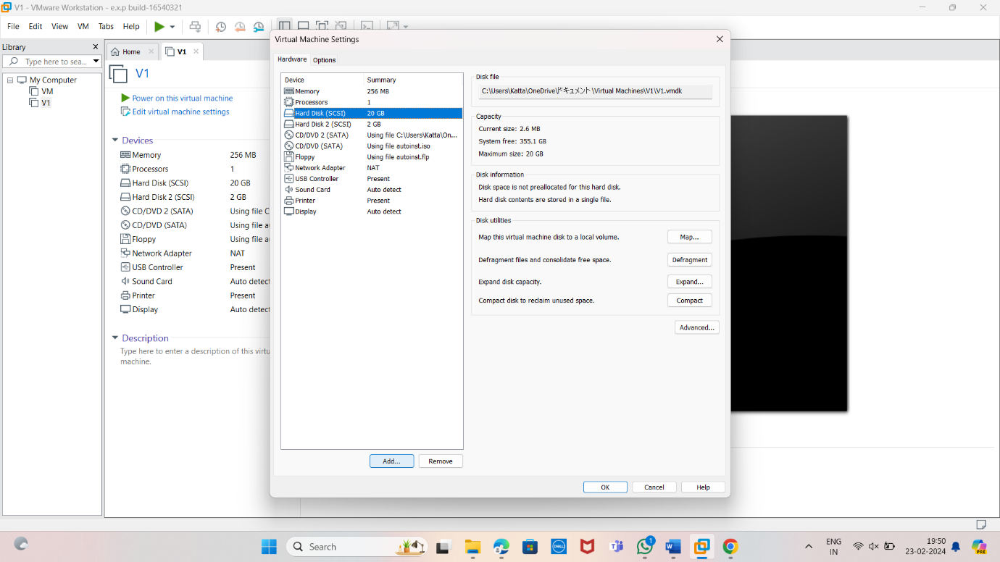 V1 - VMware Workstation - e.x.p build-16540321
File Edit View VM Tabs Help
Library
Type here to sea...
My Computer
VM
V1
Home
V1
V1
Power on this virtual machine
Edit virtual machine settings
Devices
Memory 256 MB
Processors 1
Hard Disk (SCSI) 20 GB
Hard Disk 2 (SCSI) 2 GB
CD/DVD 2 (SATA) Using file C
CD/DVD (SATA) Using file a
Floppy Using file a
Network Adapter NAT
USB Controller Present
Sound Card Auto detect
Printer Present
Display Auto detect
Description
Type here to enter a description of this virtu
machine.
Virtual Machine Settings
Hardware Options
Device Summary
Memory 256 MB
Processors 1
Hard Disk (SCSI) 20 GB
Hard Disk 2 (SCSI) 2 GB
CD/DVD 2 (SATA) Using file C:\Users\Katta\On...
CD/DVD (SATA) Using file autoinst.iso
Floppy Using file autoinst.flp
Network Adapter NAT
USB Controller Present
Sound Card Auto detect
Printer Present
Display Auto detect
Add... Remove
Disk file
C:\Users\Katta\OneDrive\ドキュメント\Virtual Machines\V1\V1.vmdk
Capacity
Current size: 2.6 MB
System free: 355.1 GB
Maximum size: 20 GB
Disk information
Disk space is not preallocated for this hard disk.
Hard disk contents are stored in a single file.
Disk utilities
Map this virtual machine disk to a local volume. Map...
Defragment files and consolidate free space. Defragment
Expand disk capacity. Expand...
Compact disk to reclaim unused space. Compact
Advanced...
OK Cancel Help
Search
DELL
1
W
ENG
IN
19:50
23-02-2024
PRE